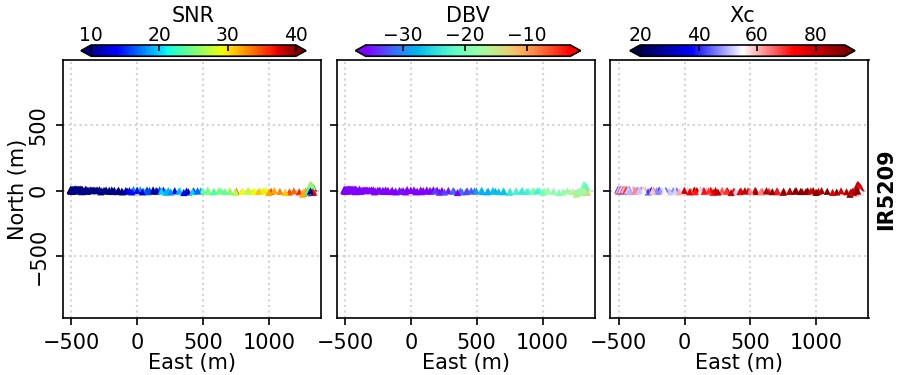 SNR DBV Xc
10 20 30 40 −30 −20 −10 20 40 60 80
North (m)
500
0
−500
IR5209
−500 0 500 1000 −500 0 500 1000 −500 0 500 1000
East (m) East (m) East (m)